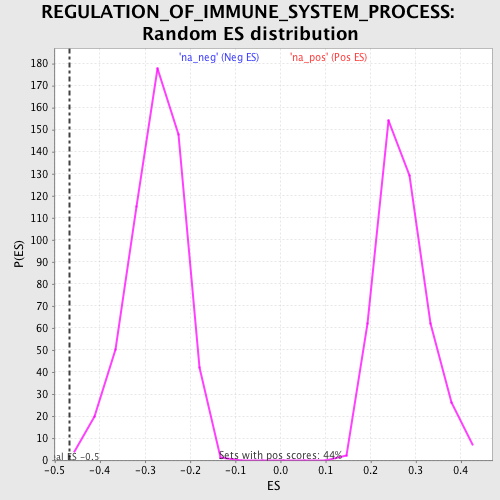 REGULATION_OF_IMMUNE_SYSTEM_PROCESS:
Random ES distribution
'na_neg' (Neg ES) 'na_pos' (Pos ES)
180
170
160
150
140
130
120
110
100
90
80
70
60
50
40
30
20
10
0
P(ES)
al ES -0.5
Sets with pos scores: 44%
-0.5 -0.4 -0.3 -0.2 -0.1 0.0 0.1 0.2 0.3 0.4
ES